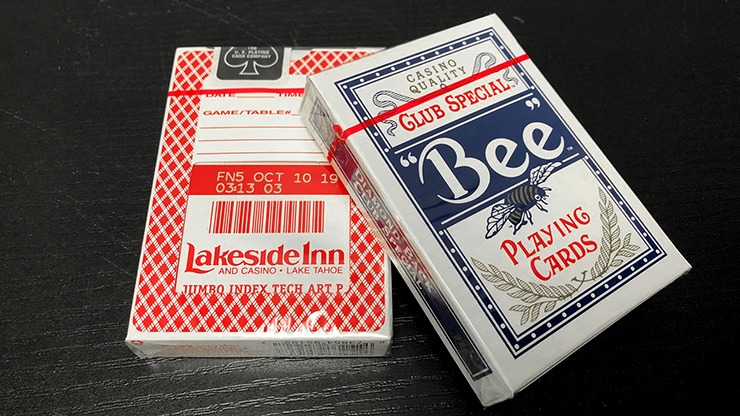 THE
U. S. PLAYING
CARD COMPANY
DATE TIME
GAME/TABLE#
FN5 OCT 10 19
03:13 03
Lakeside Inn
AND CASINO • LAKE TAHOE
JUMBO INDEX TECH ART P
CASINO
QUALITY
CLUB SPECIAL
"Bee"
PLAYING
CARDS